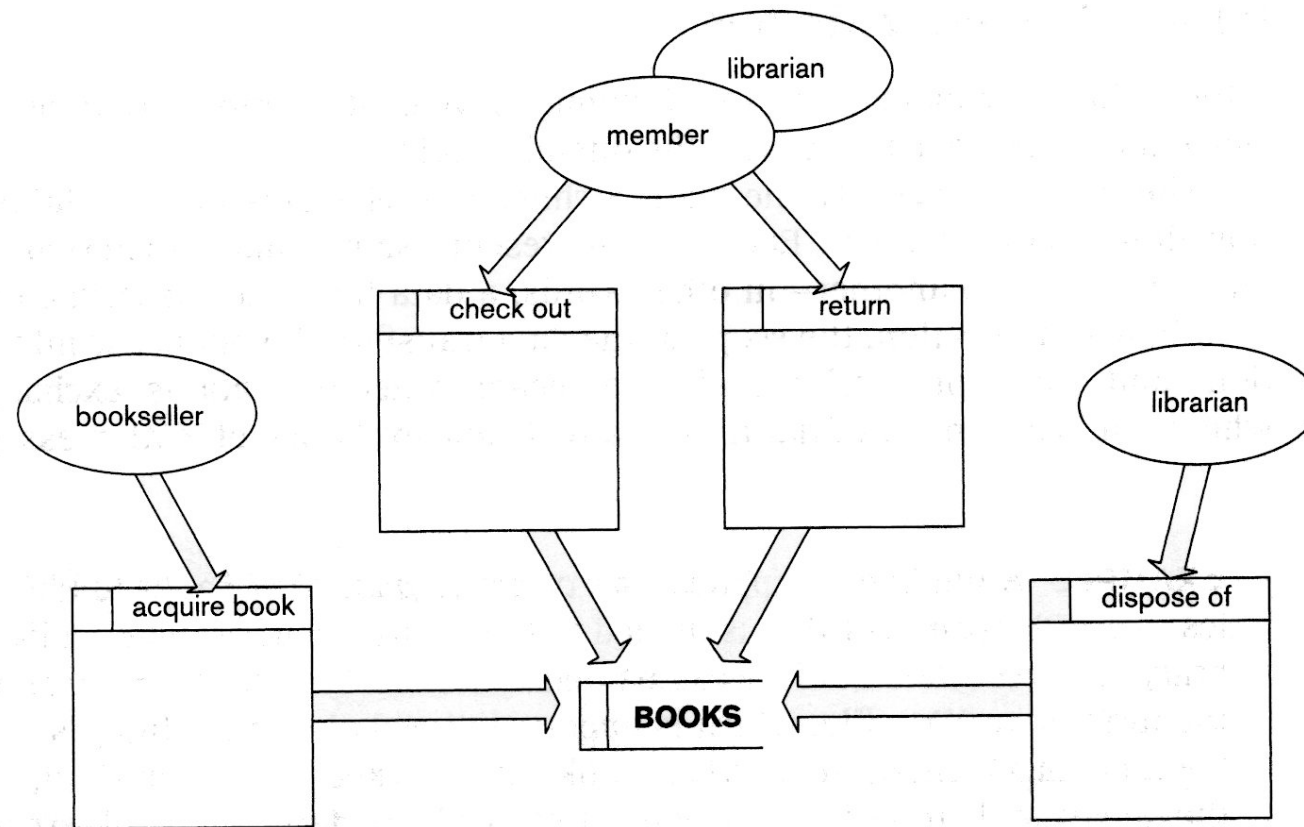 librarian
member
check out
return
bookseller
librarian
acquire book
dispose of
BOOKS